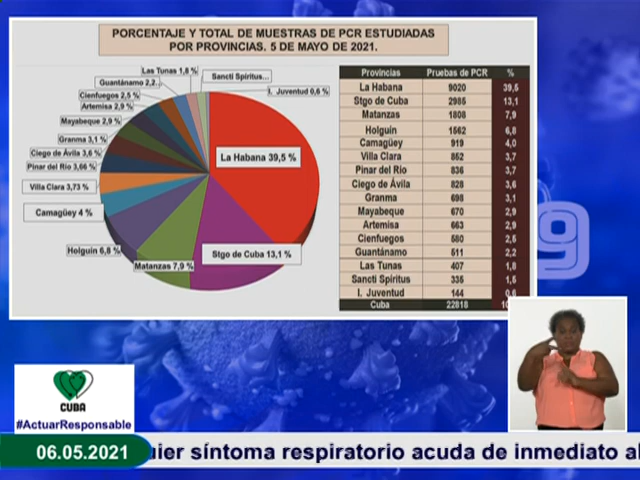 PORCENTAJE Y TOTAL DE MUESTRAS DE PCR ESTUDIADAS
POR PROVINCIAS. 5 DE MAYO DE 2021.
Las Tunas 1,8 %
Sancti Spíritus...
Guantánamo 2,2...
I. Juventud 0,6 %
Cienfuegos 2,5 %
Artemisa 2,9 %
Mayabeque 2,9 %
Granma 3,1 %
Ciego de Ávila 3,6 %
Pinar del Río 3,66 %
Villa Clara 3,73 %
Camagüey 4 %
Holguín 6,8 %
Matanzas 7,9 %
Stgo de Cuba 13,1 %
La Habana 39,5 %
Provincias Pruebas de PCR %
La Habana 9020 39,5
Stgo de Cuba 2985 13,1
Matanzas 1808 7,9
Holguín 1562 6,8
Camagüey 919 4,0
Villa Clara 852 3,7
Pinar del Río 836 3,7
Ciego de Ávila 828 3,6
Granma 698 3,1
Mayabeque 670 2,9
Artemisa 663 2,9
Cienfuegos 580 2,5
Guantánamo 511 2,2
Las Tunas 407 1,8
Sancti Spíritus 335 1,5
I. Juventud 144 0,6
Cuba 22818
9
CUBA
#ActuarResponsable
06.05.2021 uier síntoma respiratorio acuda de inmediato al